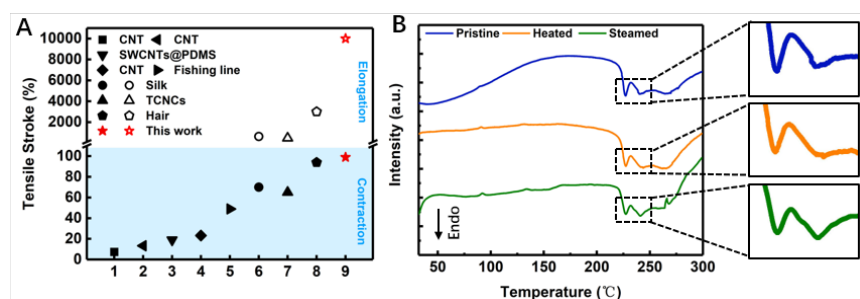 A
CNT CNT
SWCNTs@PDMS
CNT Fishing line
Silk
TCNCs
Hair
This work
Tensile Stroke (%)
10000
8000
6000
4000
2000
100
80
60
40
20
0
Elongation
Contraction
1 2 3 4 5 6 7 8 9
B
Pristine Heated Steamed
Intensity (a.u.)
Endo
50 100 150 200 250 300
Temperature (℃)